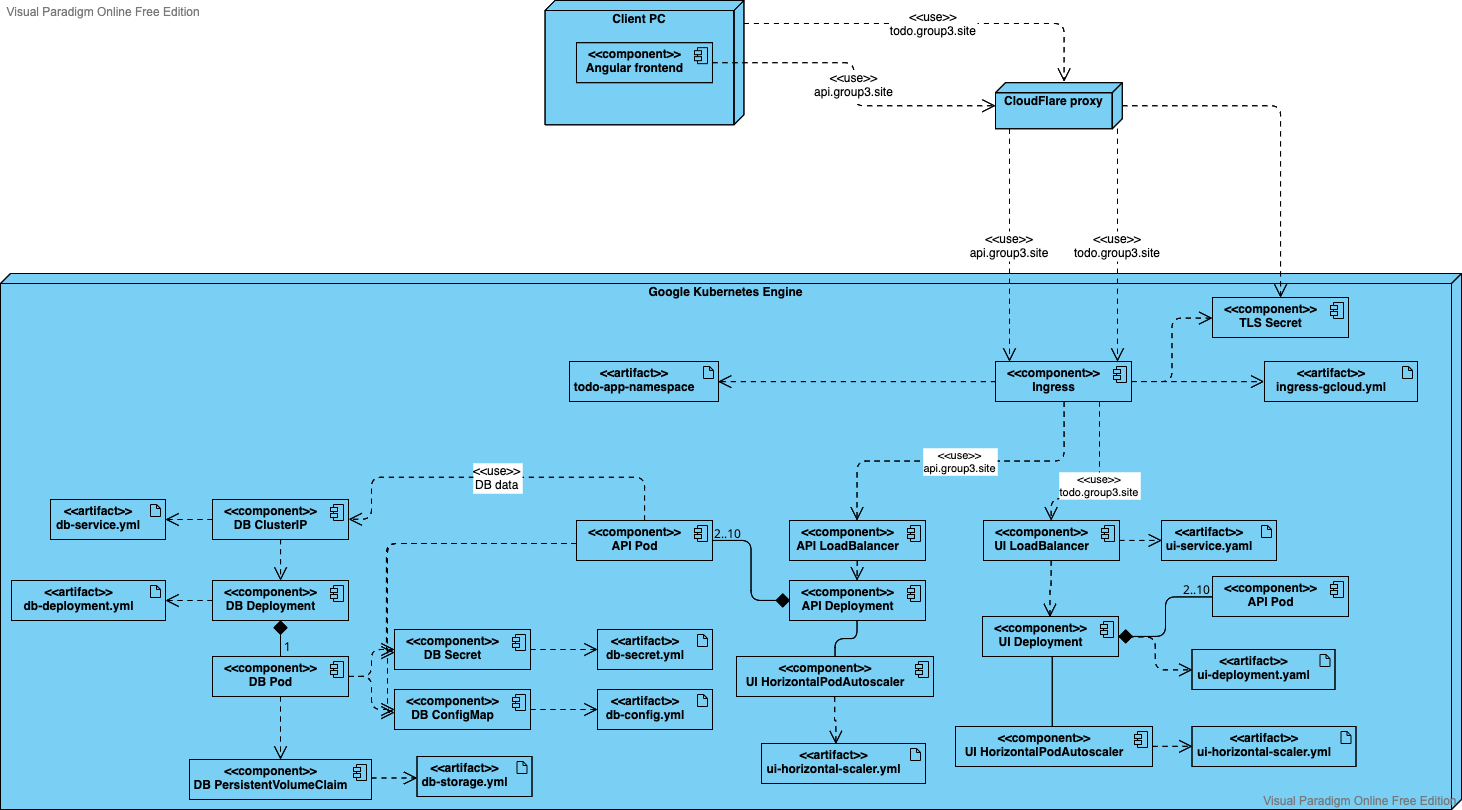 Visual Paradigm Online Free Edition
Client PC
<<component>>
Angular frontend
<<use>>
todo.group3.site
<<use>>
api.group3.site
CloudFlare proxy
<<use>>
api.group3.site
<<use>>
todo.group3.site
Google Kubernetes Engine
<<component>>
TLS Secret
<<artifact>>
todo-app-namespace
<<component>>
Ingress
<<artifact>>
ingress-gcloud.yml
<<use>>
api.group3.site
<<use>>
DB data
<<use>>
todo.group3.site
<<artifact>>
db-service.yml
<<component>>
DB ClusterIP
<<component>>
API Pod
2..10
<<component>>
API LoadBalancer
<<component>>
UI LoadBalancer
<<artifact>>
ui-service.yaml
<<artifact>>
db-deployment.yml
<<component>>
DB Deployment
<<component>>
API Deployment
2..10
<<component>>
API Pod
1
<<component>>
UI Deployment
<<component>>
DB Secret
<<artifact>>
db-secret.yml
<<component>>
DB Pod
<<component>>
UI HorizontalPodAutoscaler
<<artifact>>
ui-deployment.yaml
<<component>>
DB ConfigMap
<<artifact>>
db-config.yml
<<component>>
UI HorizontalPodAutoscaler
<<artifact>>
ui-horizontal-scaler.yml
<<component>>
DB PersistentVolumeClaim
<<artifact>>
db-storage.yml
<<artifact>>
ui-horizontal-scaler.yml
Visual Paradigm Online Free Edition